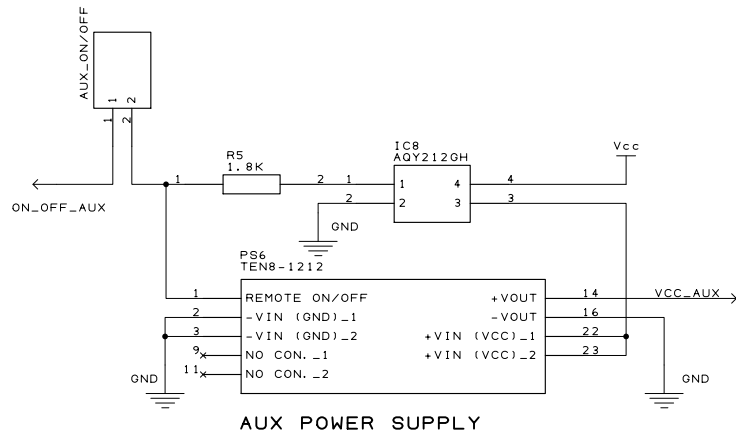 AUX_ON/OFF
1 2
1 2
ON_OFF_AUX
R5
1.8K
1 2
IC8
AQY212GH
1 1 4 4
2 2 3 3
Vcc
GND
PS6
TEN8-1212
1 REMOTE ON/OFF +VOUT 14 VCC_AUX
2 -VIN (GND)_1 -VOUT 16
3 -VIN (GND)_2 +VIN (VCC)_1 22
9 NO CON._1 +VIN (VCC)_2 23
11 NO CON._2
GND
GND
AUX POWER SUPPLY